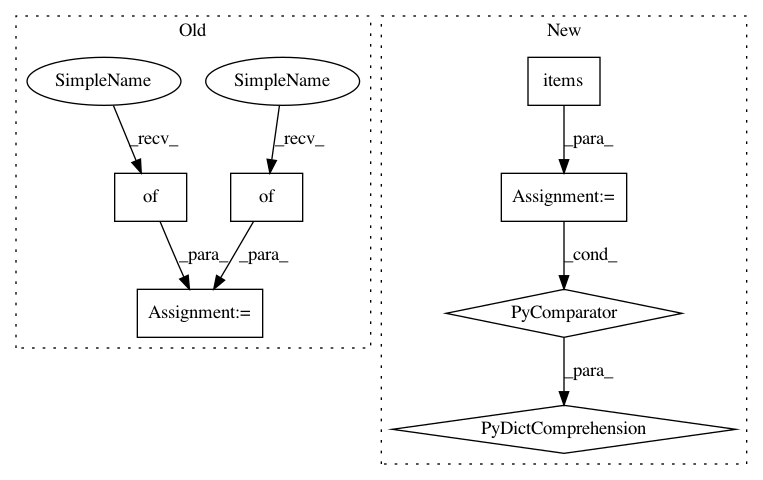 Old
New
SimpleName
SimpleName
items
_recv_
_recv_
_para_
of
of
Assignment:=
_para_
_para_
_cond_
Assignment:=
PyComparator
_para_
PyDictComprehension